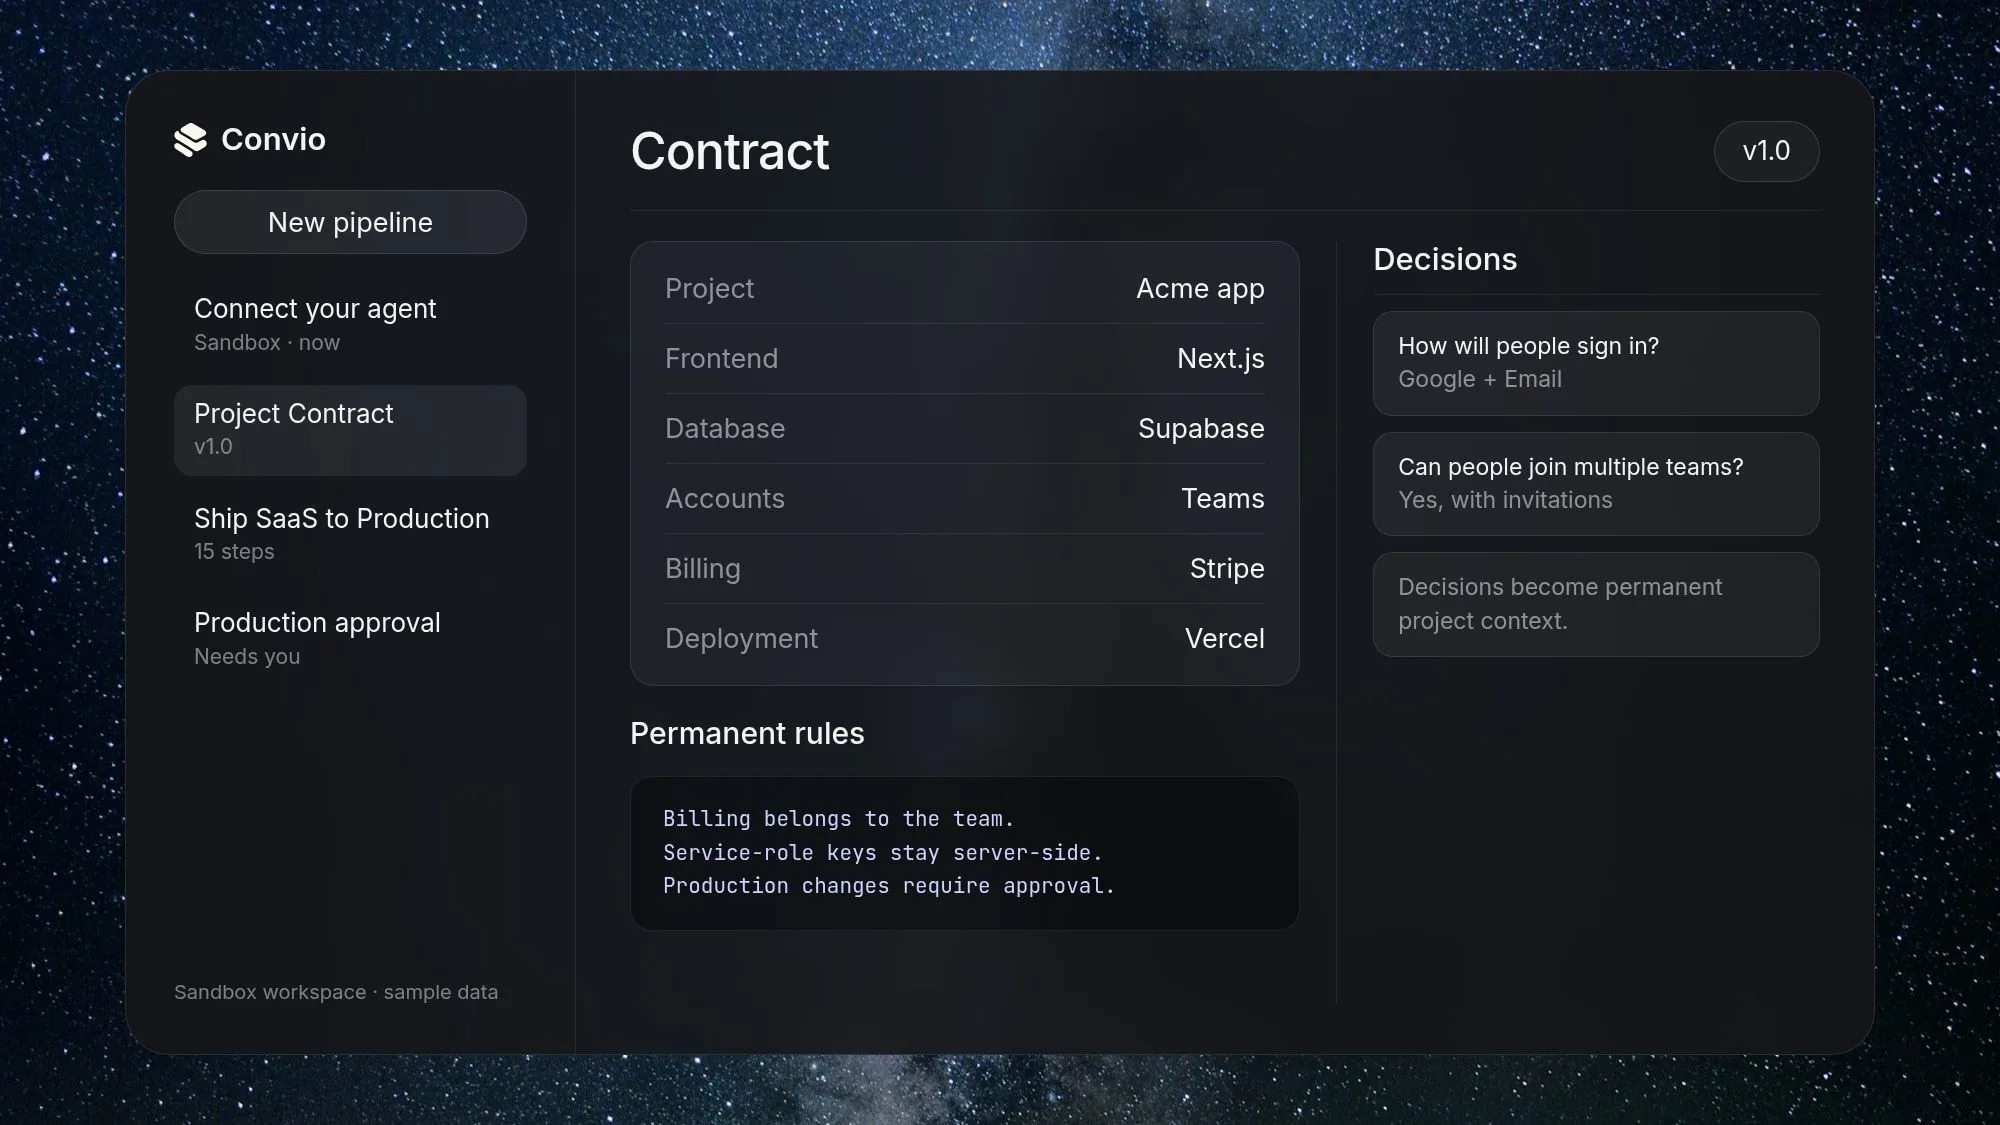 Convio
New pipeline
Connect your agent
Sandbox · now
Project Contract
v1.0
Ship SaaS to Production
15 steps
Production approval
Needs you
Sandbox workspace · sample data
Contract
v1.0
Project Acme app
Frontend Next.js
Database Supabase
Accounts Teams
Billing Stripe
Deployment Vercel
Permanent rules
Billing belongs to the team.
Service-role keys stay server-side.
Production changes require approval.
Decisions
How will people sign in?
Google + Email
Can people join multiple teams?
Yes, with invitations
Decisions become permanent
project context.